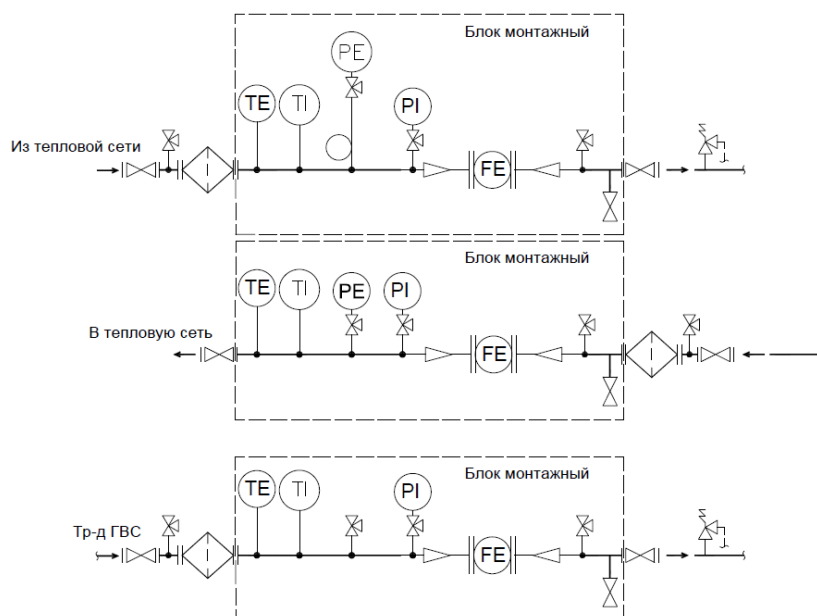 Блок монтажный
PE
TE TI PI
Из тепловой сети
FE
Блок монтажный
TE TI PE PI
В тепловую сеть
FE
Блок монтажный
TE TI PI
Тр-д ГВС
FE